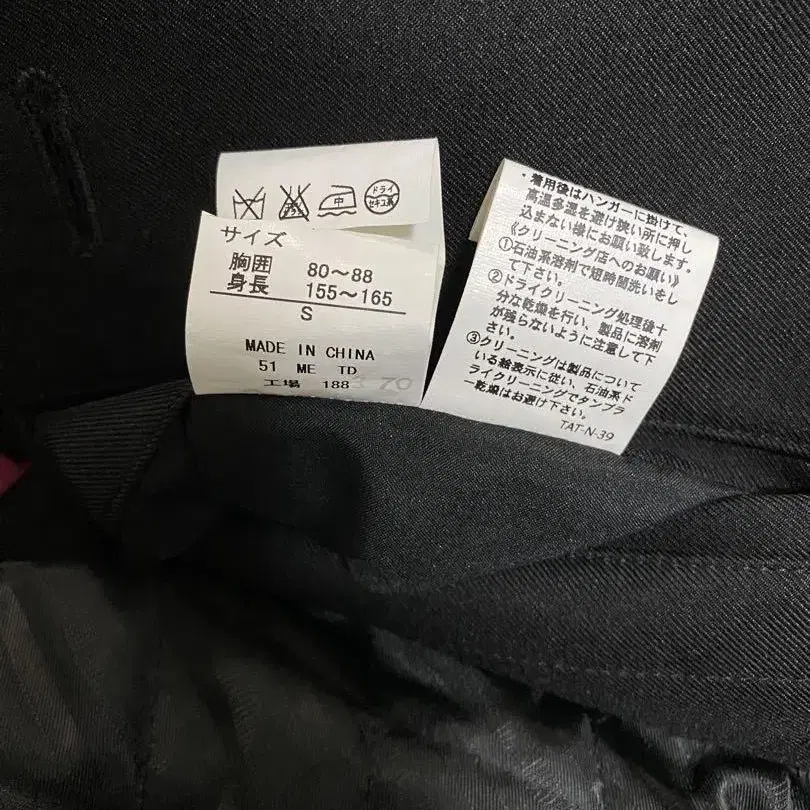 ドライ
セキユ系
サイズ
胸囲 80～88
身長 155～165
S
MADE IN CHINA
51 ME TD
工場 188
70
・着用後はハンガーに掛けて、
高温多湿を避け狭い所に押し
込まない様にお願い致します。
《クリーニング店へのお願い》
①石油系溶剤で短時間洗いをし
て下さい。
②ドライクリーニング処理後十
分な乾燥を行い、製品に溶剤
が残らないように注意して下
さい。
③クリーニングは製品について
いる絵表示に従い、石油系ド
ライクリーニングでタンブラ
ー乾燥はお避け下さい。
TAT-N-39